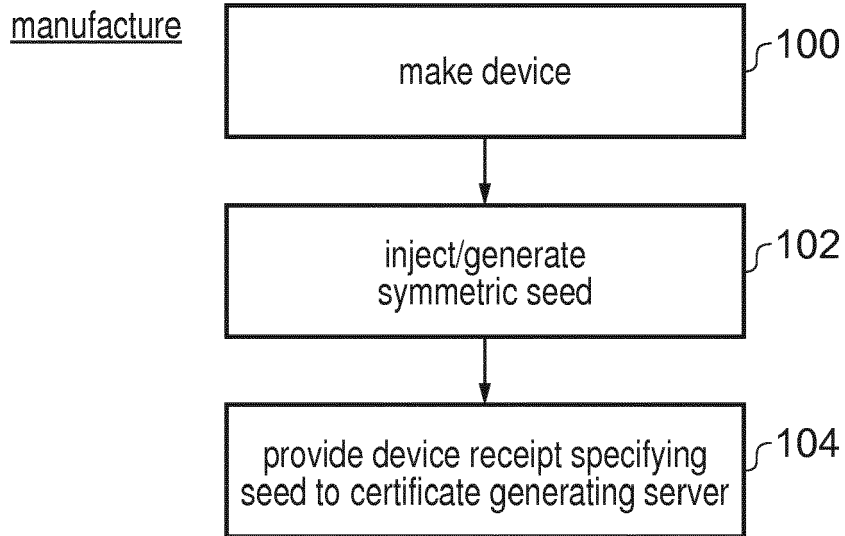 manufacture
make device
100
inject/generate
symmetric seed
102
provide device receipt specifying
seed to certificate generating server
104